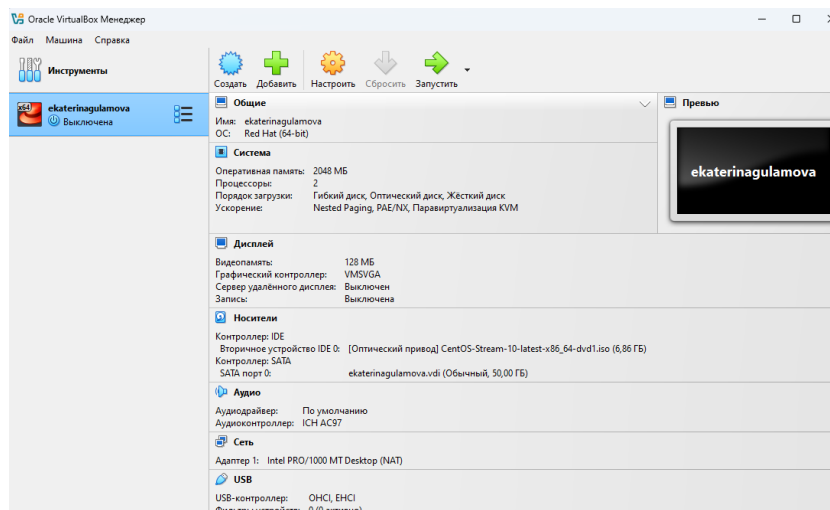 Oracle VirtualBox Менеджер
Файл Машина Справка
Инструменты
Создать Добавить Настроить Сбросить Запустить
x64
ekaterinagulamova
Выключена
Общие
Имя: ekaterinagulamova
ОС: Red Hat (64-bit)
Превью
ekaterinagulamova
Система
Оперативная память: 2048 МБ
Процессоры: 2
Порядок загрузки: Гибкий диск, Оптический диск, Жёсткий диск
Ускорение: Nested Paging, PAE/NX, Паравиртуализация KVM
Дисплей
Видеопамять: 128 МБ
Графический контроллер: VMSVGA
Сервер удалённого дисплея: Выключен
Запись: Выключена
Носители
Контроллер: IDE
Вторичное устройство IDE 0: [Оптический привод] CentOS-Stream-10-latest-x86_64-dvd1.iso (6,86 ГБ)
Контроллер: SATA
SATA порт 0: ekaterinagulamova.vdi (Обычный, 50,00 ГБ)
Аудио
Аудиодрайвер: По умолчанию
Аудиоконтроллер: ICH AC97
Сеть
Адаптер 1: Intel PRO/1000 MT Desktop (NAT)
USB
USB-контроллер: OHCI, EHCI